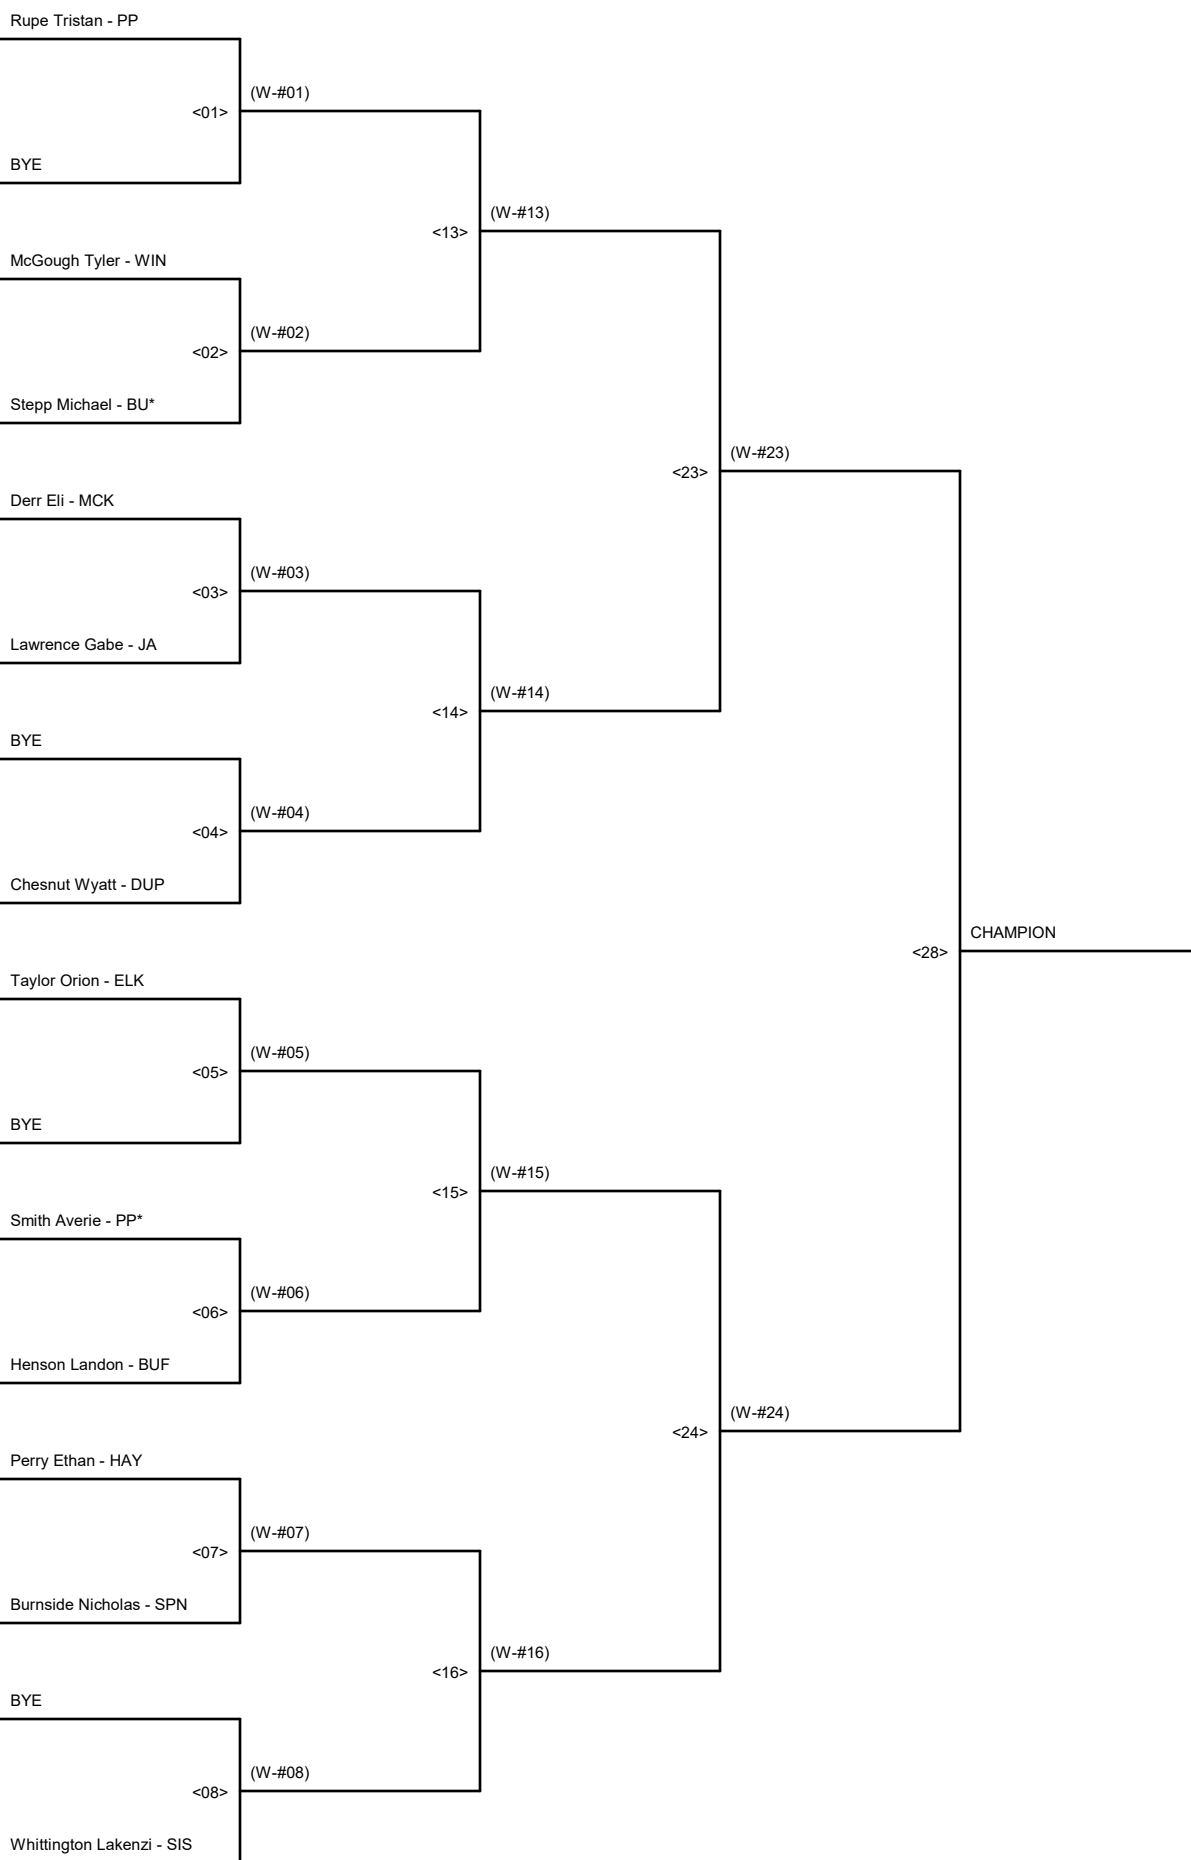 Rupe Tristan - PP
(W-#01)
<01>
BYE
(W-#13)
<13>
McGough Tyler - WIN
(W-#02)
<02>
Stepp Michael - BU*
(W-#23)
<23>
Derr Eli - MCK
(W-#03)
<03>
Lawrence Gabe - JA
(W-#14)
<14>
BYE
(W-#04)
<04>
Chesnut Wyatt - DUP
CHAMPION
<28>
Taylor Orion - ELK
(W-#05)
<05>
BYE
(W-#15)
<15>
Smith Averie - PP*
(W-#06)
<06>
Henson Landon - BUF
(W-#24)
<24>
Perry Ethan - HAY
(W-#07)
<07>
Burnside Nicholas - SPN
(W-#16)
<16>
BYE
(W-#08)
<08>
Whittington Lakenzi - SIS